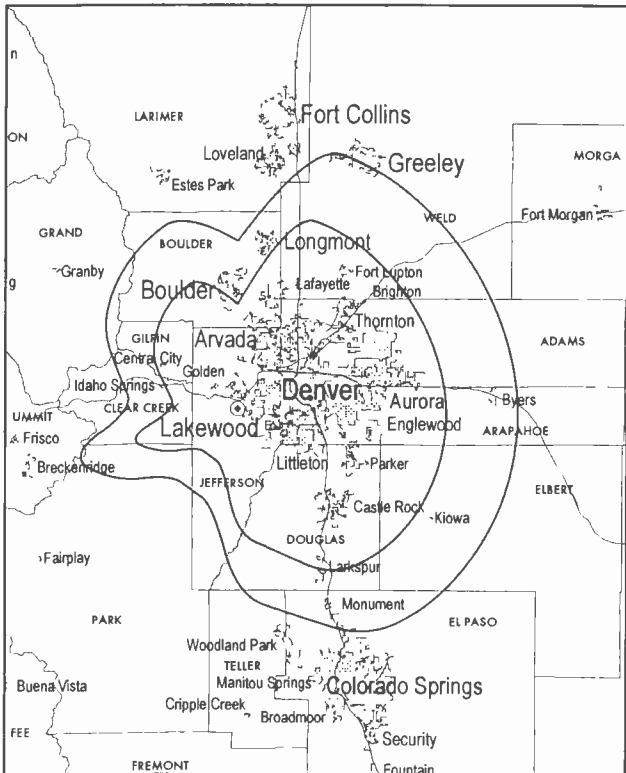 n
Fort Collins
LARIMER
ON
Loveland
Greeley
MORGA
Estes Park
WELD
Fort Morgan
GRAND
BOULDER
Longmont
Granby
Fort Lupton
g
Boulder
Lafayette
Brighton
Thornton
GILPIN
Arvada
ADAMS
Central City
Golden
Idaho Springs
Denver
Aurora
Byers
CLEAR CREEK
SUMMIT
Lakewood
Englewood
ARAPAHOE
Frisco
Breckenridge
Littleton
Parker
JEFFERSON
ELBERT
Castle Rock
Kiowa
DOUGLAS
Fairplay
Larkspur
Monument
PARK
EL PASO
Woodland Park
TELLER
Buena Vista
Manitou Springs
Colorado Springs
Cripple Creek
Broadmoor
FEE
Security
FREMONT
Fountain